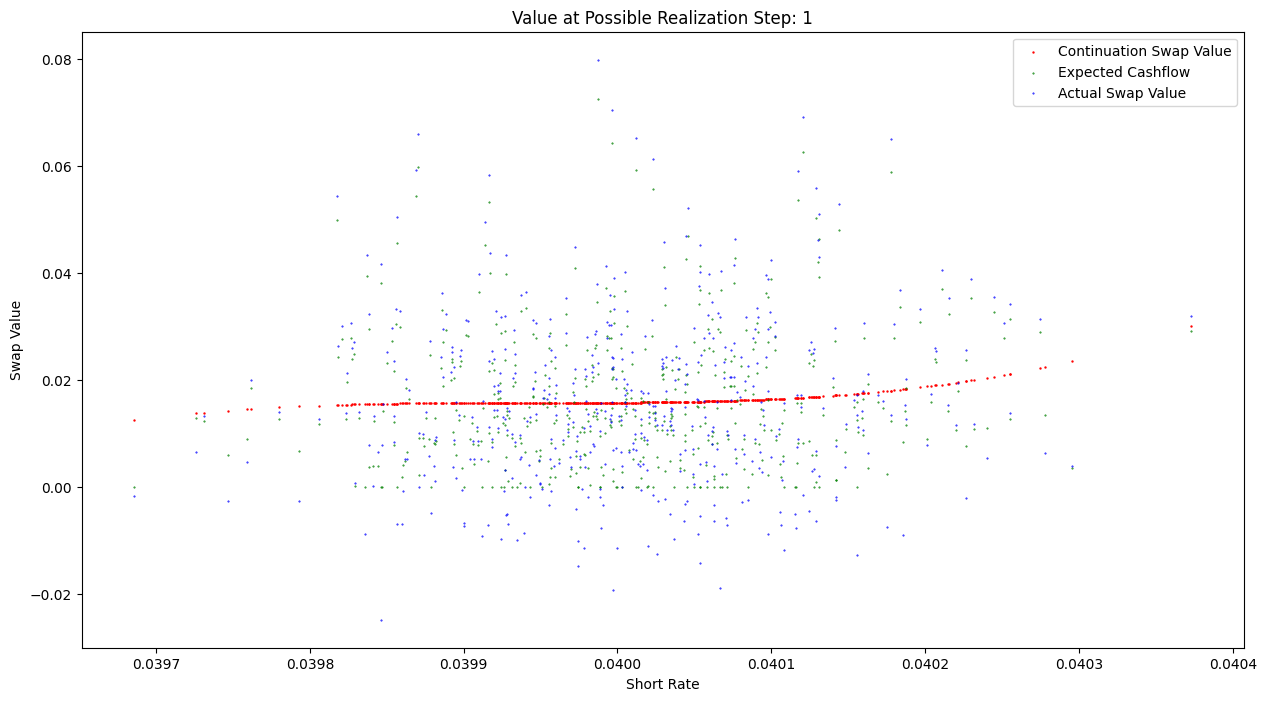 Value at Possible Realization Step: 1
Continuation Swap Value
Expected Cashflow
Actual Swap Value
Swap Value
0.08
0.06
0.04
0.02
0.00
−0.02
0.0397
0.0398
0.0399
0.0400
0.0401
0.0402
0.0403
0.0404
Short Rate